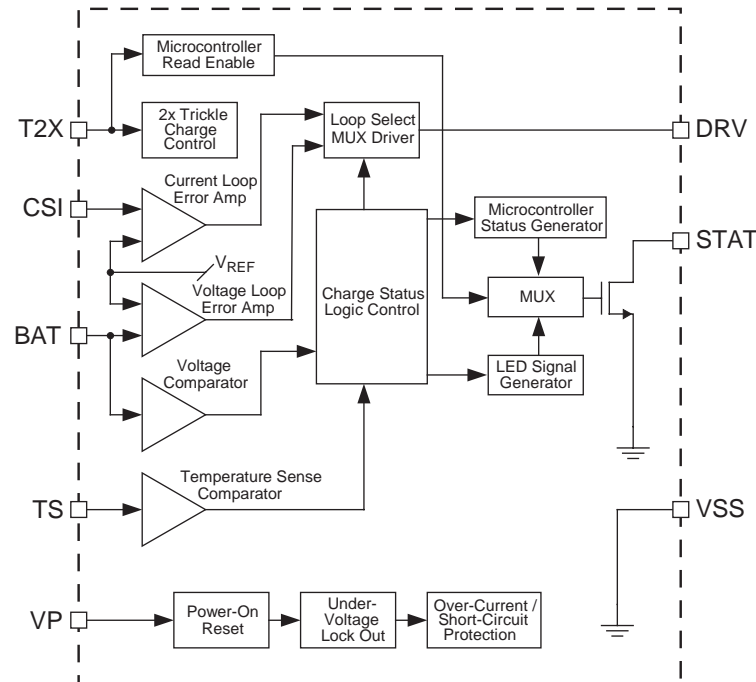 Microcontroller
Read Enable
T2X
2x Trickle
Charge
Control
Loop Select
MUX Driver
DRV
CSI
Current Loop
Error Amp
Microcontroller
Status Generator
STAT
VREF
Voltage Loop
Error Amp
Charge Status
Logic Control
MUX
BAT
Voltage
Comparator
LED Signal
Generator
TS
Temperature Sense
Comparator
VSS
VP
Power-On
Reset
Under-
Voltage
Lock Out
Over-Current /
Short-Circuit
Protection